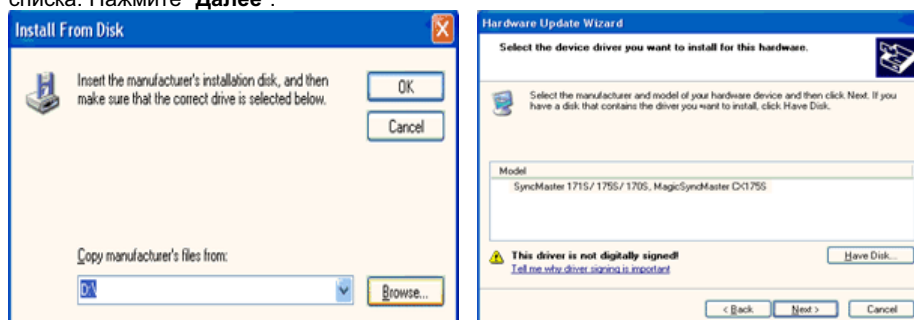 списка. Нажмите "Далее".
Install From Disk
Insert the manufacturer's installation disk, and then
make sure that the correct drive is selected below.
OK
Cancel
Copy manufacturer's files from:
D:\
Browse...
Hardware Update Wizard
Select the device driver you want to install for this hardware.
Select the manufacturer and model of your hardware device and then click Next. If you
have a disk that contains the driver you want to install, click Have Disk.
Model
SyncMaster 171S/ 175S/ 170S, MagicSyncMaster CX175S
This driver is not digitally signed!
Tell me why driver signing is important
Have Disk...
< Back
Next >
Cancel